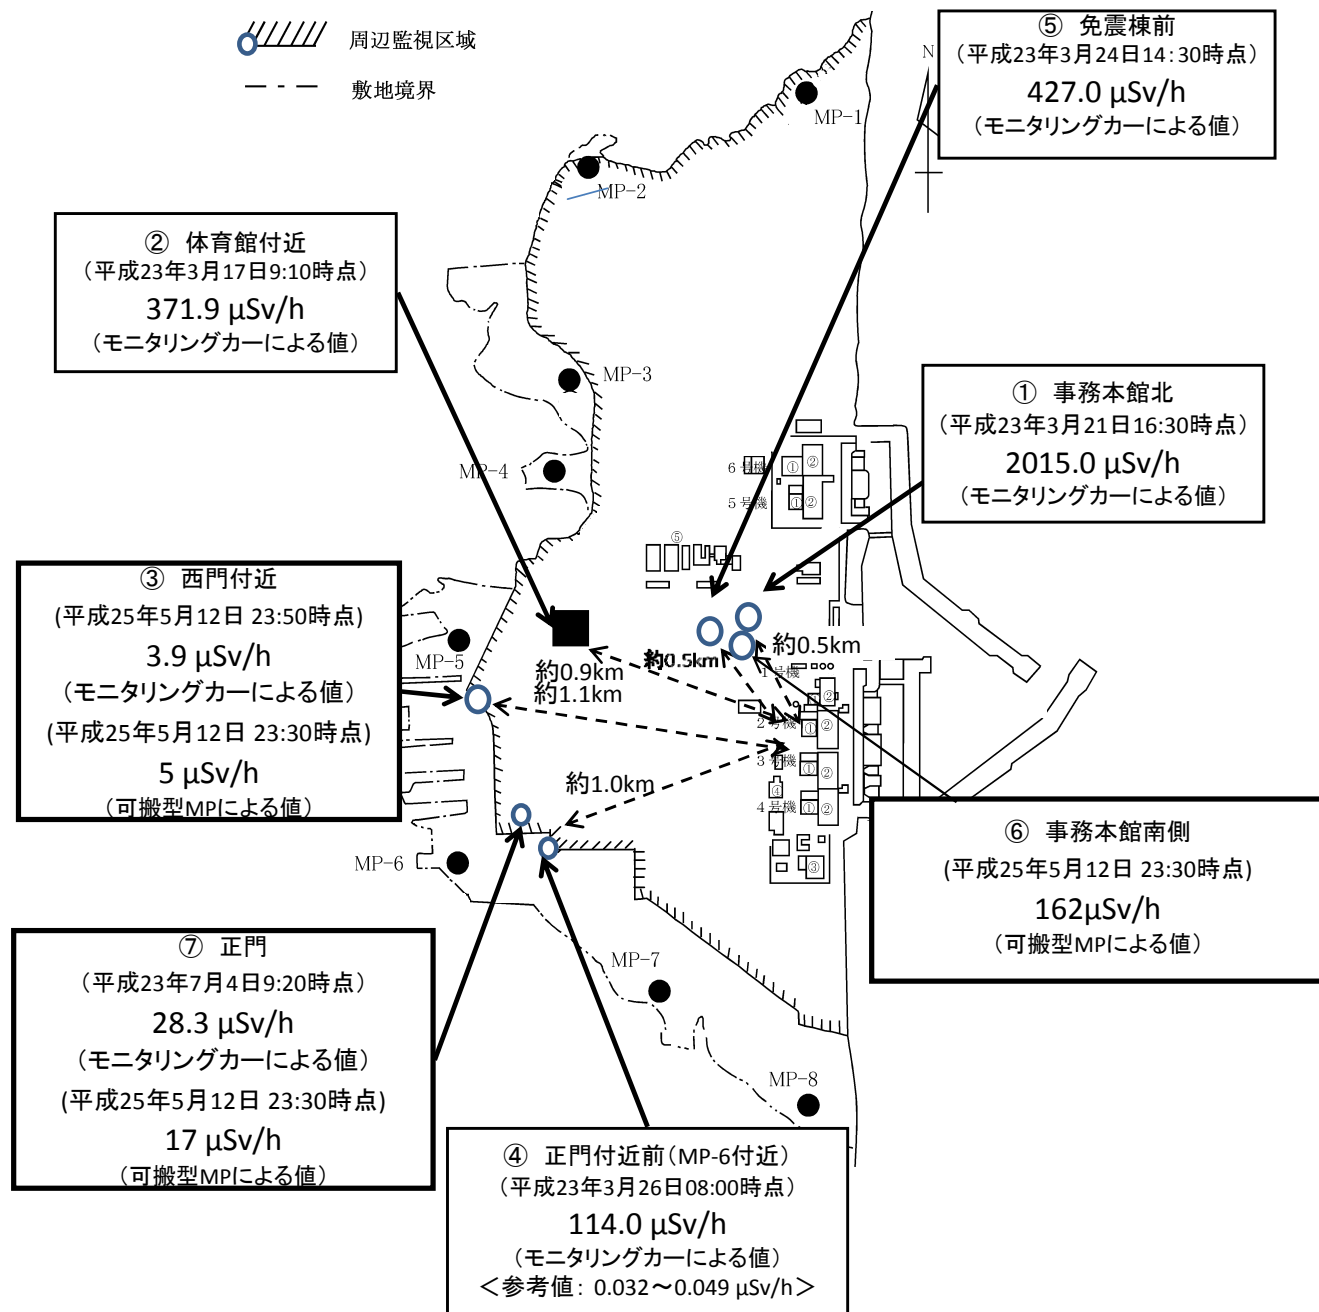 周辺監視区域
敷地境界
⑤ 免震棟前
(平成23年3月24日14:30時点)
427.0 μSv/h
(モニタリングカーによる値)
N
MP-1
MP-2
② 体育館付近
(平成23年3月17日9:10時点)
371.9 μSv/h
(モニタリングカーによる値)
MP-3
① 事務本館北
(平成23年3月21日16:30時点)
2015.0 μSv/h
(モニタリングカーによる値)
MP-4
6号機
①
②
5号機
①
②
⑤
③ 西門付近
(平成25年5月12日 23:50時点)
3.9 μSv/h
(モニタリングカーによる値)
(平成25年5月12日 23:30時点)
5 μSv/h
(可搬型MPによる値)
MP-5
約0.9km
約1.1km
約0.5km
約0.5km
1号機
②
2号機
①
②
3号機
①
②
④
4号機
①
②
③
約1.0km
MP-6
⑥ 事務本館南側
(平成25年5月12日 23:30時点)
162μSv/h
(可搬型MPによる値)
⑦ 正門
(平成23年7月4日9:20時点)
28.3 μSv/h
(モニタリングカーによる値)
(平成25年5月12日 23:30時点)
17 μSv/h
(可搬型MPによる値)
MP-7
MP-8
④ 正門付近前(MP-6付近)
(平成23年3月26日08:00時点)
114.0 μSv/h
(モニタリングカーによる値)
<参考値: 0.032~0.049 μSv/h>